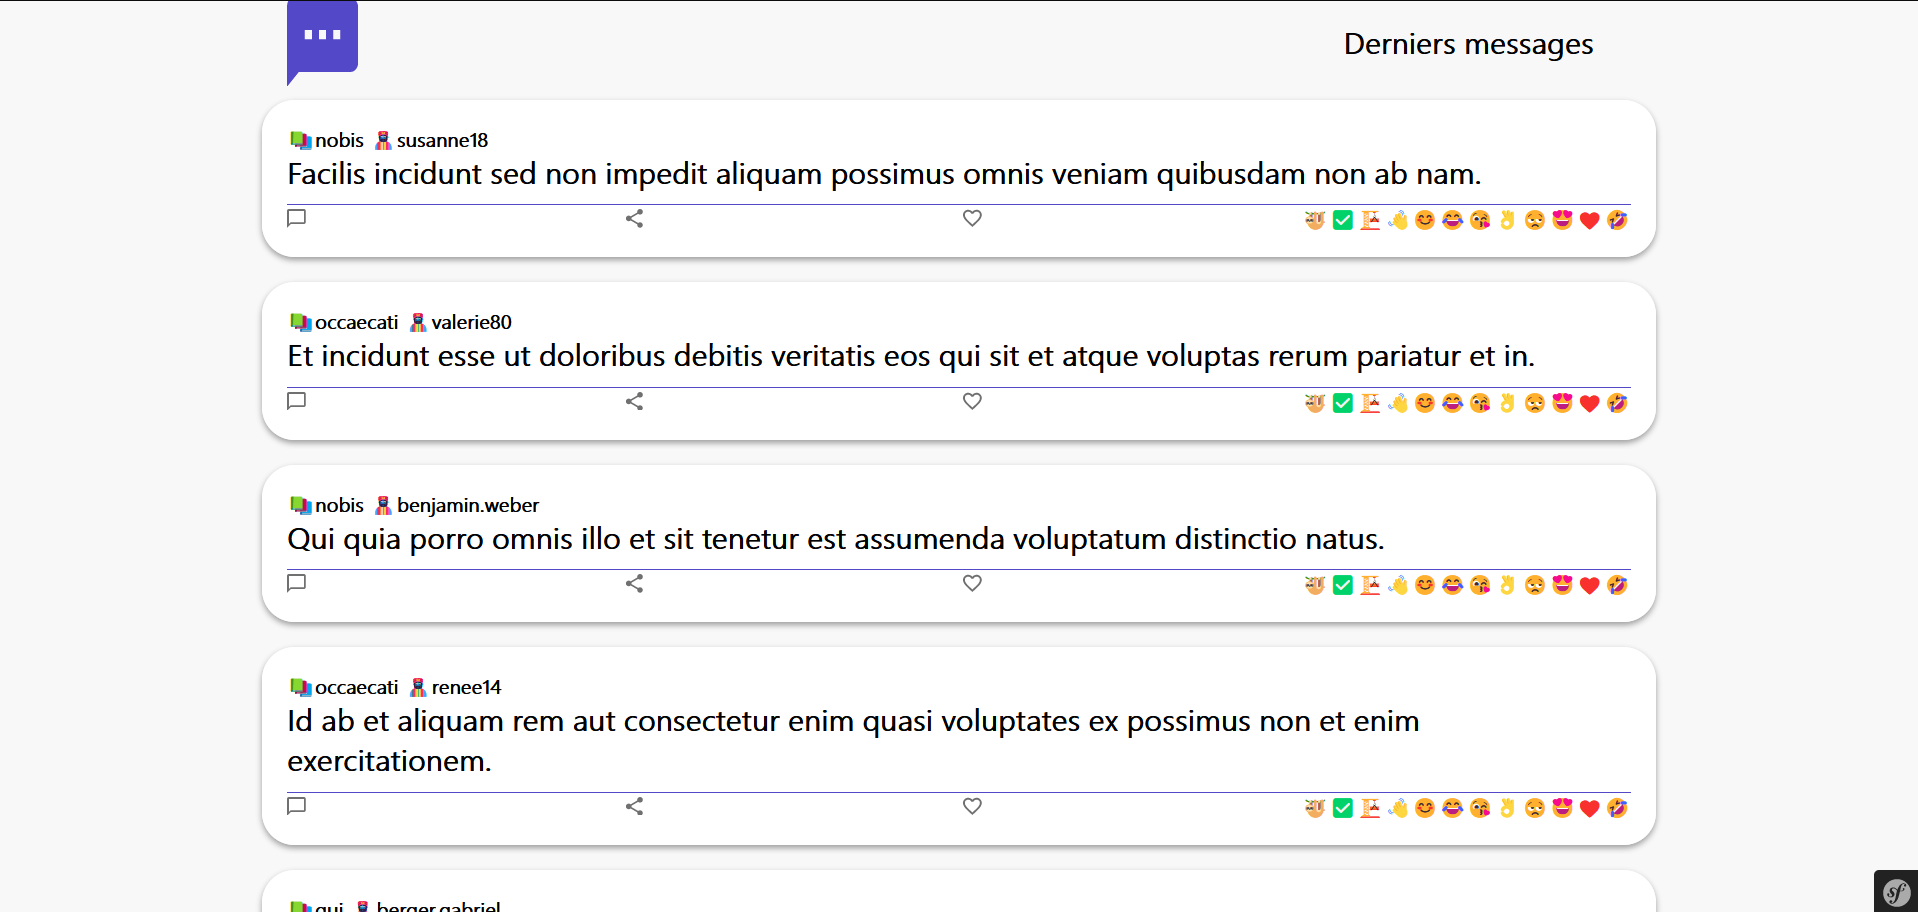 Derniers messages
nobis susanne18
Facilis incidunt sed non impedit aliquam possimus omnis veniam quibusdam non ab nam.
occaecati valerie80
Et incidunt esse ut doloribus debitis veritatis eos qui sit et atque voluptas rerum pariatur et in.
nobis benjamin.weber
Qui quia porro omnis illo et sit tenetur est assumenda voluptatum distinctio natus.
occaecati renee14
Id ab et aliquam rem aut consectetur enim quasi voluptates ex possimus non et enim
exercitationem.
qui berger.gabriel
sf